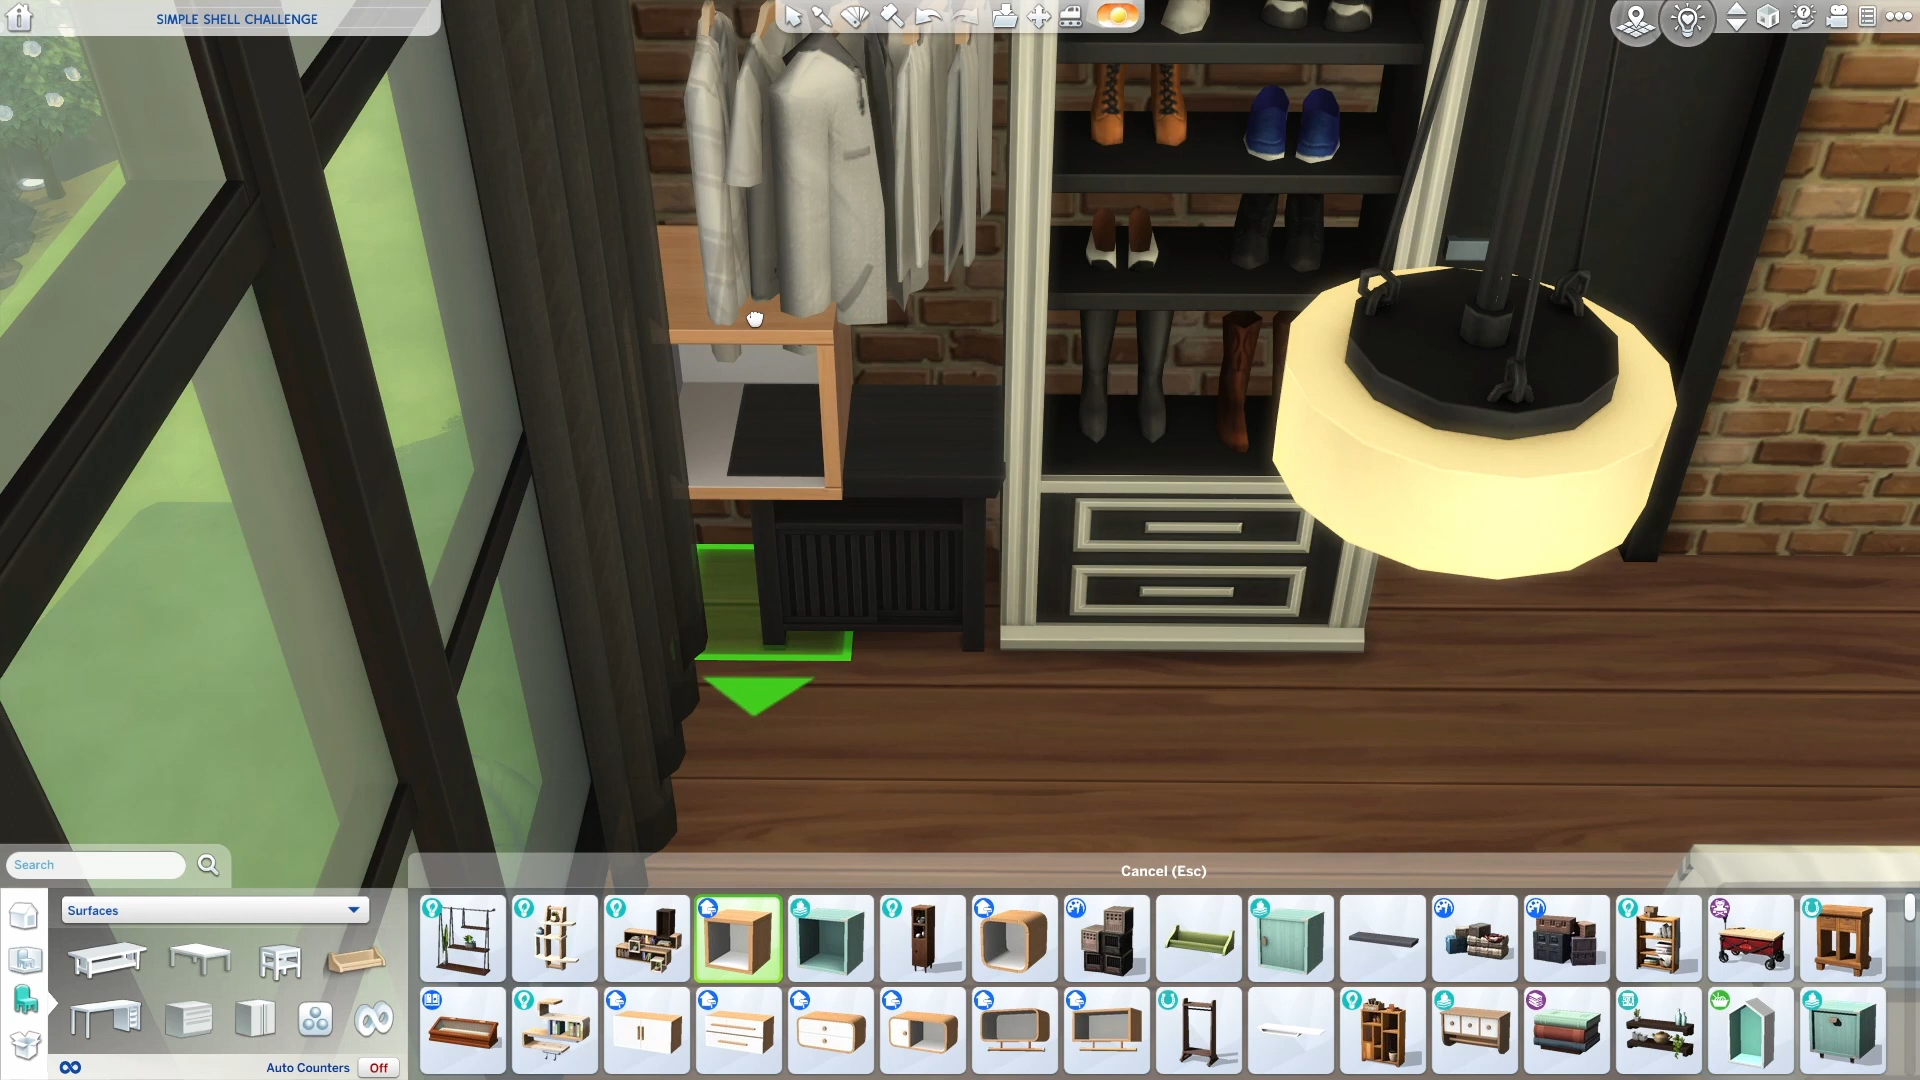 SIMPLE SHELL CHALLENGE
Cancel (Esc)
Search
Surfaces
Auto Counters
Off